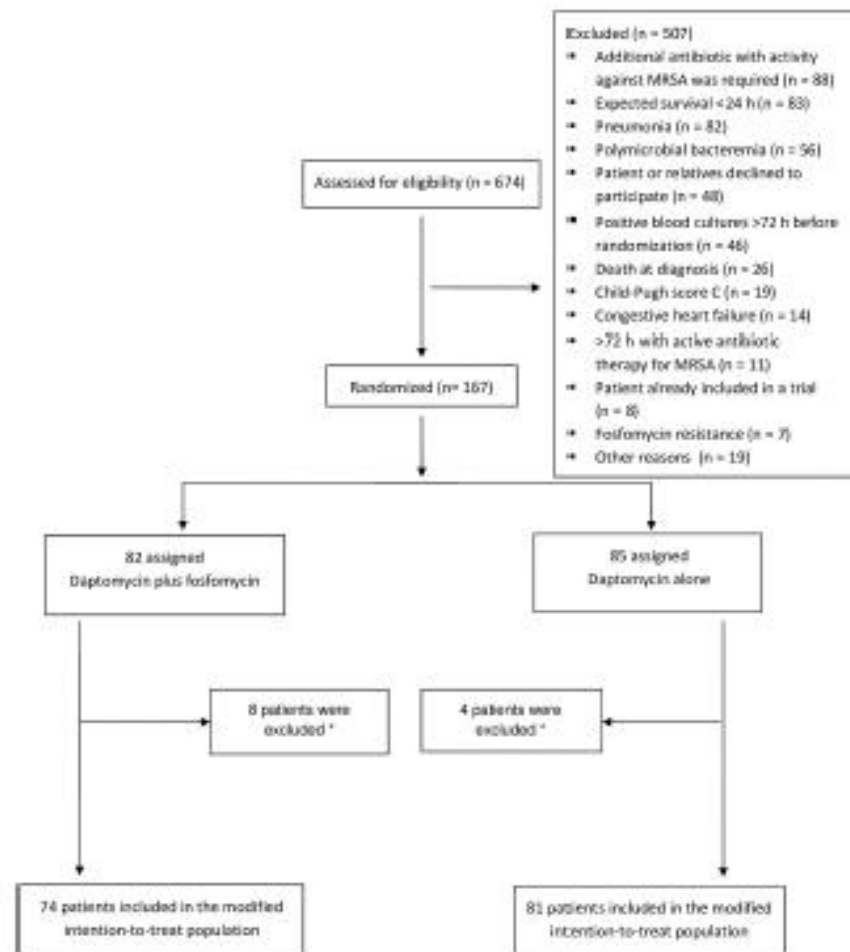 Excluded (n = 507)
Additional antibiotic with activity
against MRSA was required (n = 88)
Expected survival <24 h (n = 83)
Pneumonia (n = 82)
Polymicrobial bacteremia (n = 56)
Patient or relatives declined to
participate (n = 48)
Positive blood cultures >72 h before
randomization (n = 46)
Death at diagnosis (n = 26)
Child-Pugh score C (n = 19)
Congestive heart failure (n = 14)
>72 h with active antibiotic
therapy for MRSA (n = 11)
Patient already included in a trial
(n = 8)
Fosfomycin resistance (n = 7)
Other reasons (n = 19)
Assessed for eligibility (n = 674)
Randomized (n= 167)
82 assigned
Daptomycin plus fosfomycin
85 assigned
Daptomycin alone
8 patients were
excluded *
4 patients were
excluded *
74 patients included in the modified
intention-to-treat population
81 patients included in the modified
intention-to-treat population